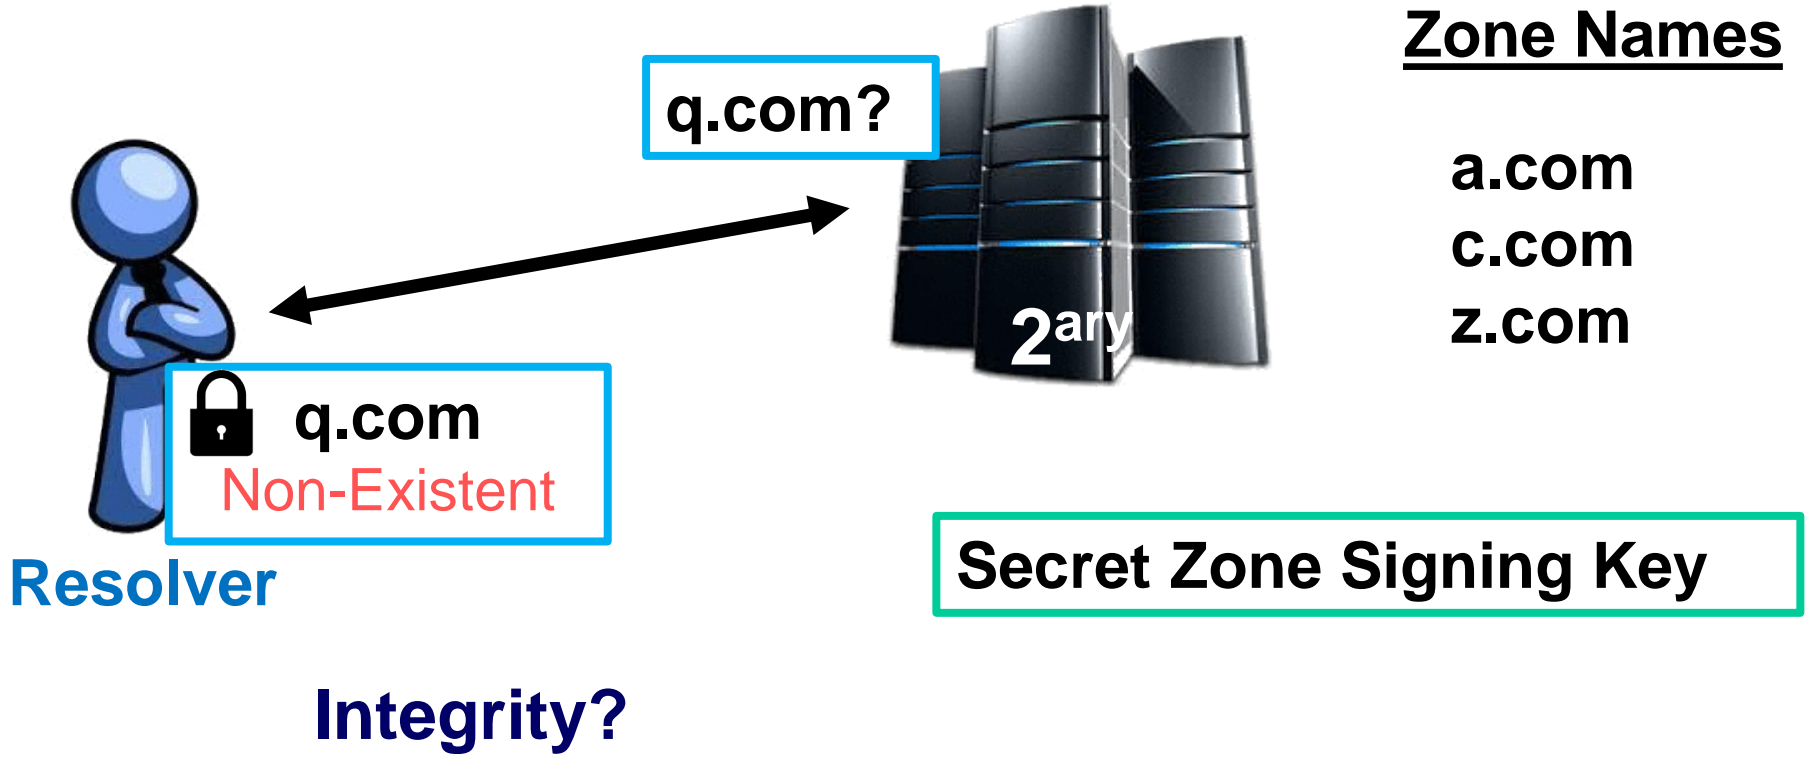 Zone Names
q.com?
a.com
c.com
z.com
2ary
q.com
Non-Existent
Secret Zone Signing Key
Resolver
Integrity?